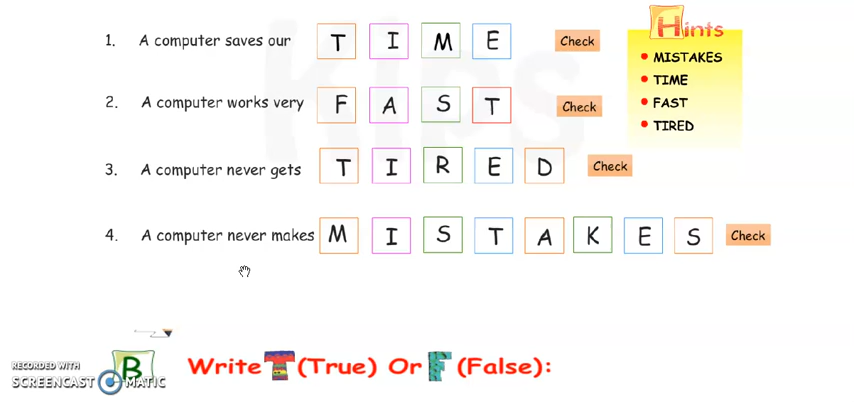 1. A computer saves our T I M E Check
2. A computer works very F A S T Check
3. A computer never gets T I R E D Check
4. A computer never makes M I S T A K E S Check
Hints
• MISTAKES
• TIME
• FAST
• TIRED
Kips
B Write T (True) Or F (False):
RECORDED WITH
SCREENCAST MATIC